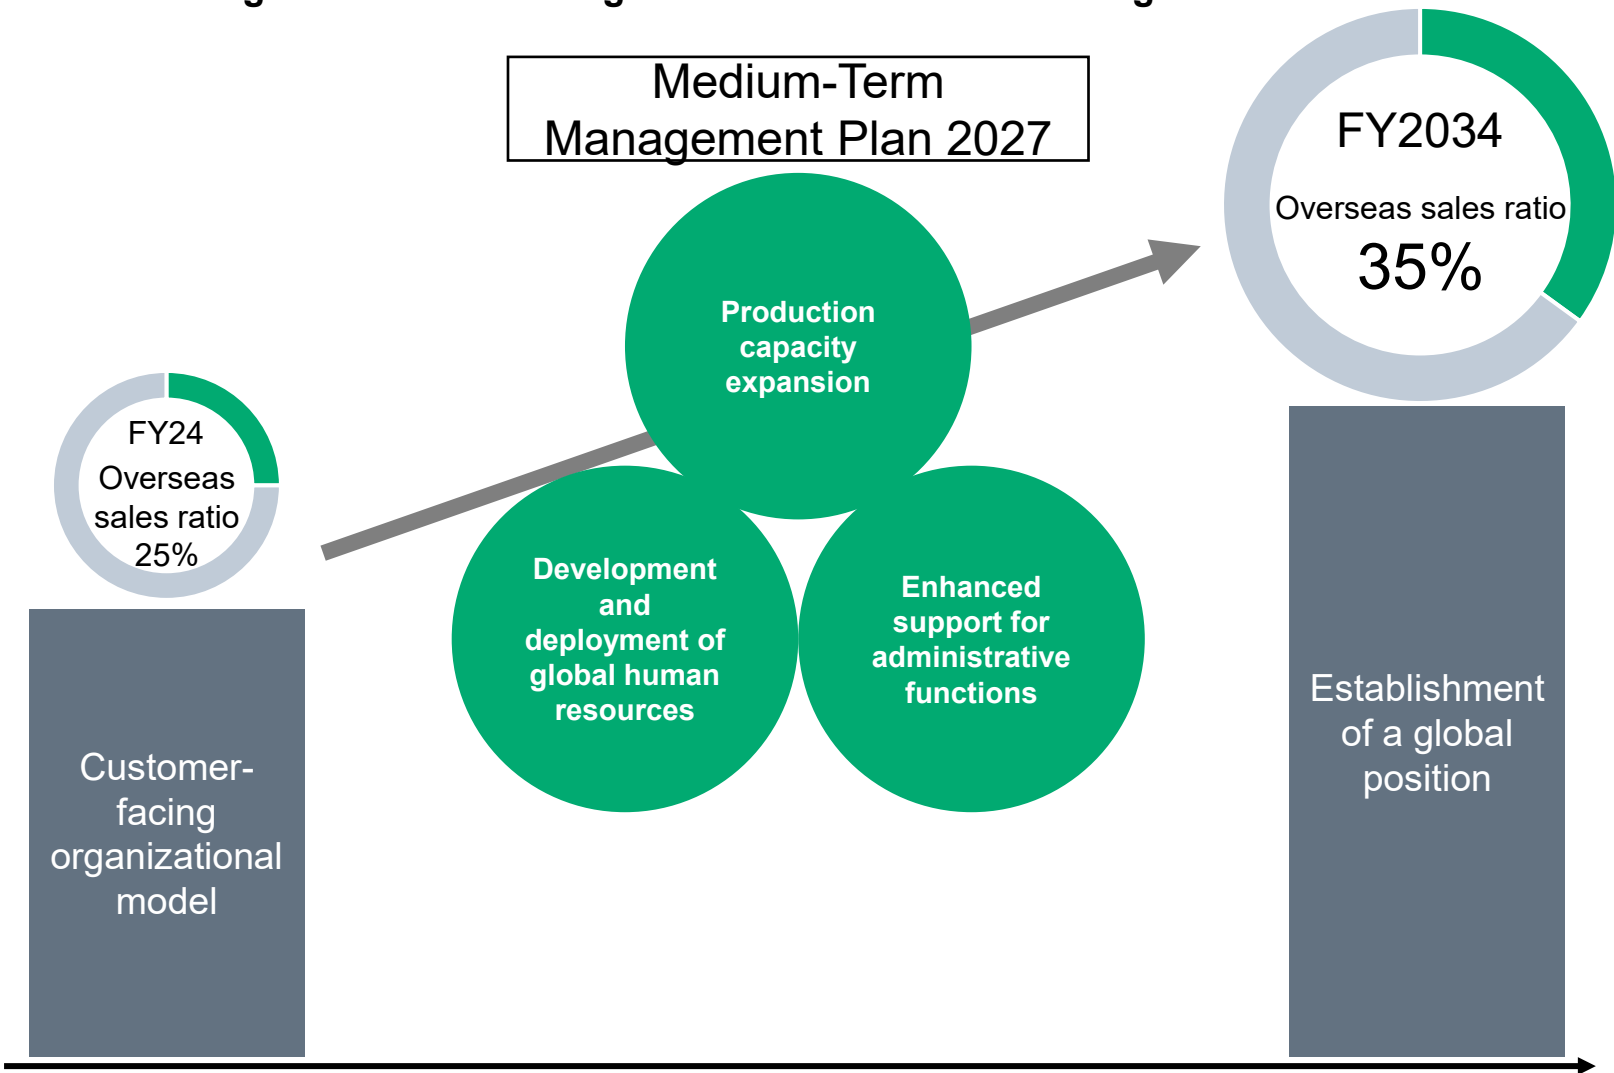 Medium-Term
Management Plan 2027
FY2034
Overseas sales ratio
35%
Production
capacity
expansion
FY24
Overseas
sales ratio
25%
Development
and
deployment of
global human
resources
Enhanced
support for
administrative
functions
Customer-
facing
organizational
model
Establishment
of a global
position